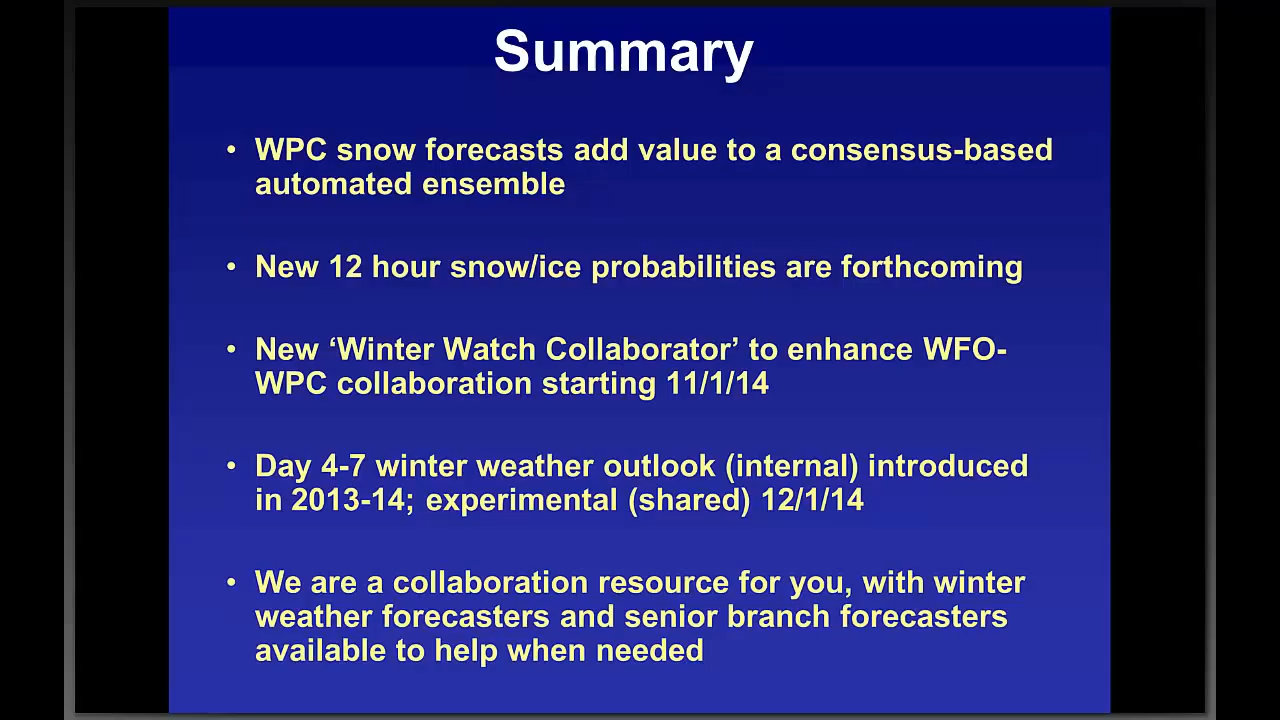 Summary
• WPC snow forecasts add value to a consensus-based
automated ensemble
• New 12 hour snow/ice probabilities are forthcoming
• New ‘Winter Watch Collaborator’ to enhance WFO-
WPC collaboration starting 11/1/14
• Day 4-7 winter weather outlook (internal) introduced
in 2013-14; experimental (shared) 12/1/14
• We are a collaboration resource for you, with winter
weather forecasters and senior branch forecasters
available to help when needed